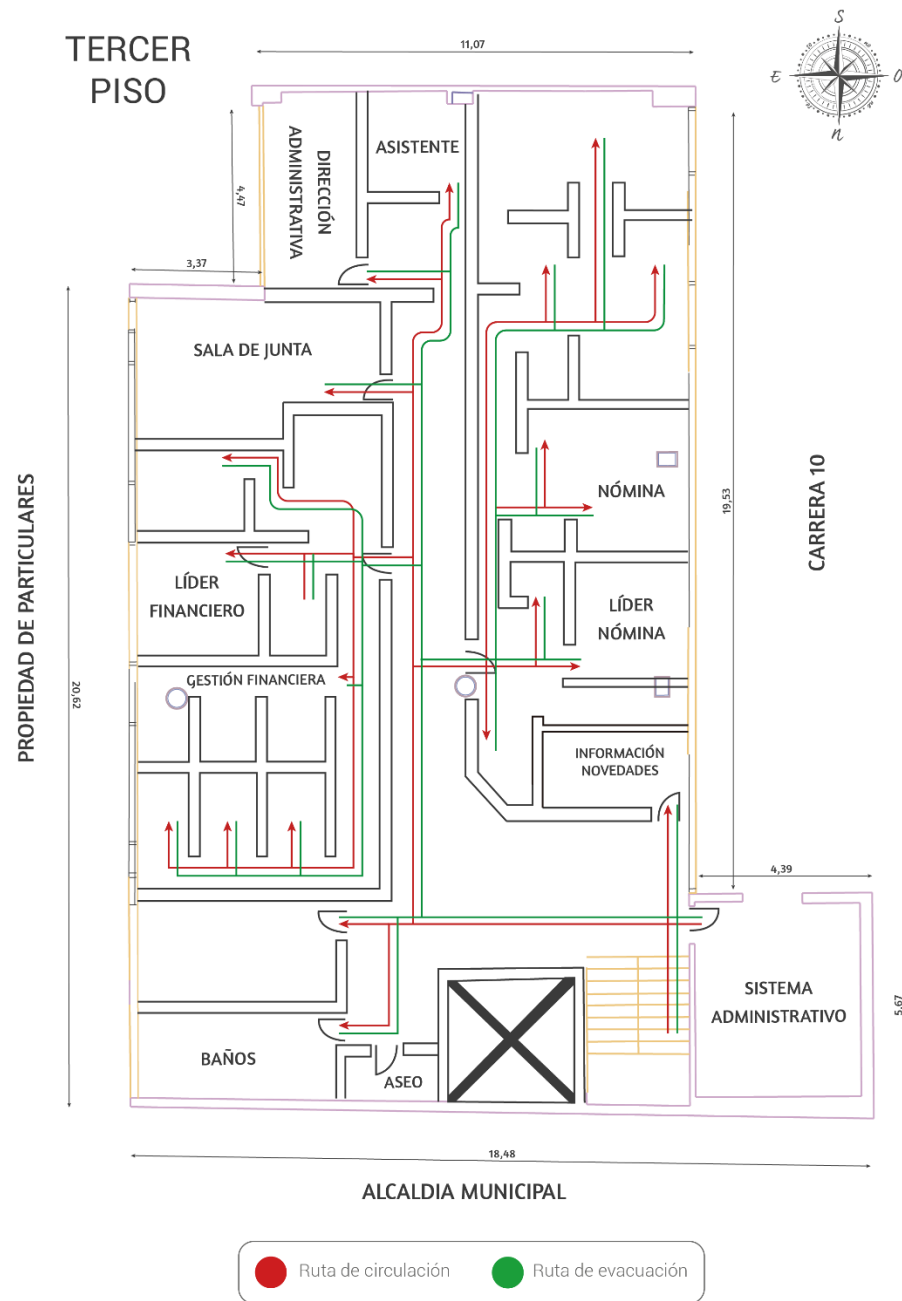 TERCER
PISO
11,07
S
E
O
n
DIRECCIÓN
ADMINISTRATIVA
ASISTENTE
4,47
3,37
SALA DE JUNTA
NÓMINA
19,53
CARRERA 10
PROPIEDAD DE PARTICULARES
20,62
LÍDER
FINANCIERO
LÍDER
NÓMINA
GESTIÓN FINANCIERA
INFORMACIÓN
NOVEDADES
4,39
SISTEMA
ADMINISTRATIVO
5,67
BAÑOS
ASEO
18,48
ALCALDIA MUNICIPAL
Ruta de circulación
Ruta de evacuación